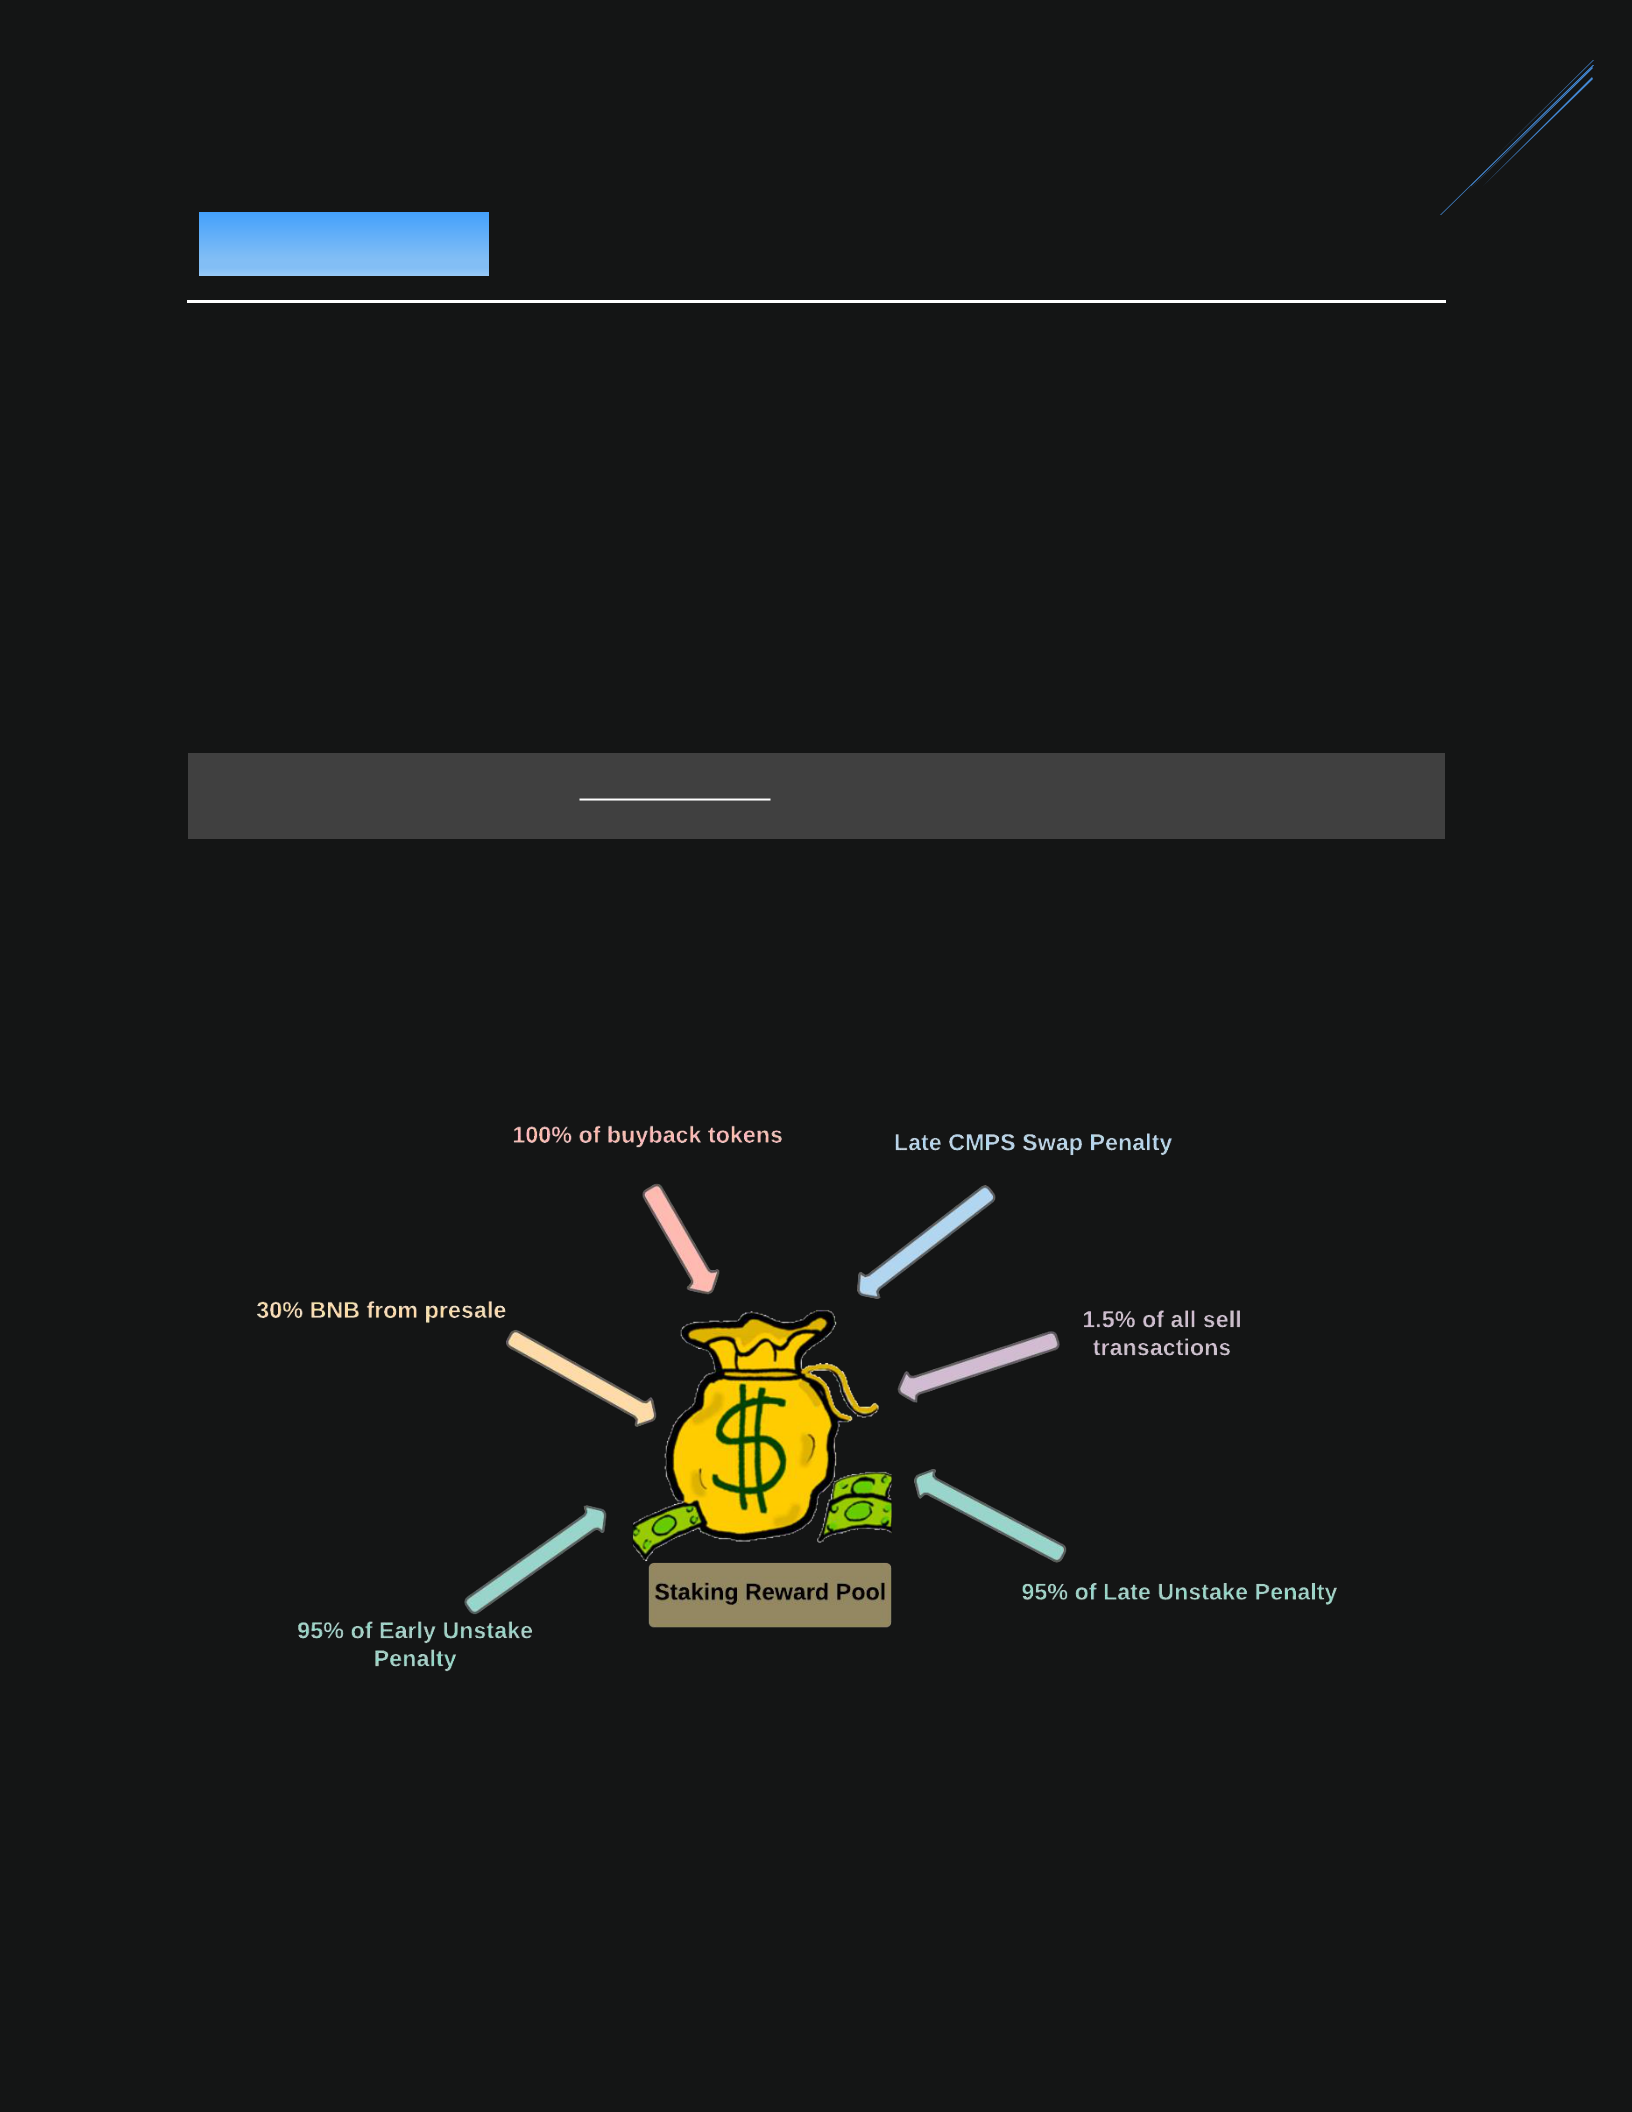 100% of buyback tokens
Late CMPS Swap Penalty
30% BNB from presale
1.5% of all sell
transactions
95% of Early Unstake
Penalty
Staking Reward Pool
95% of Late Unstake Penalty